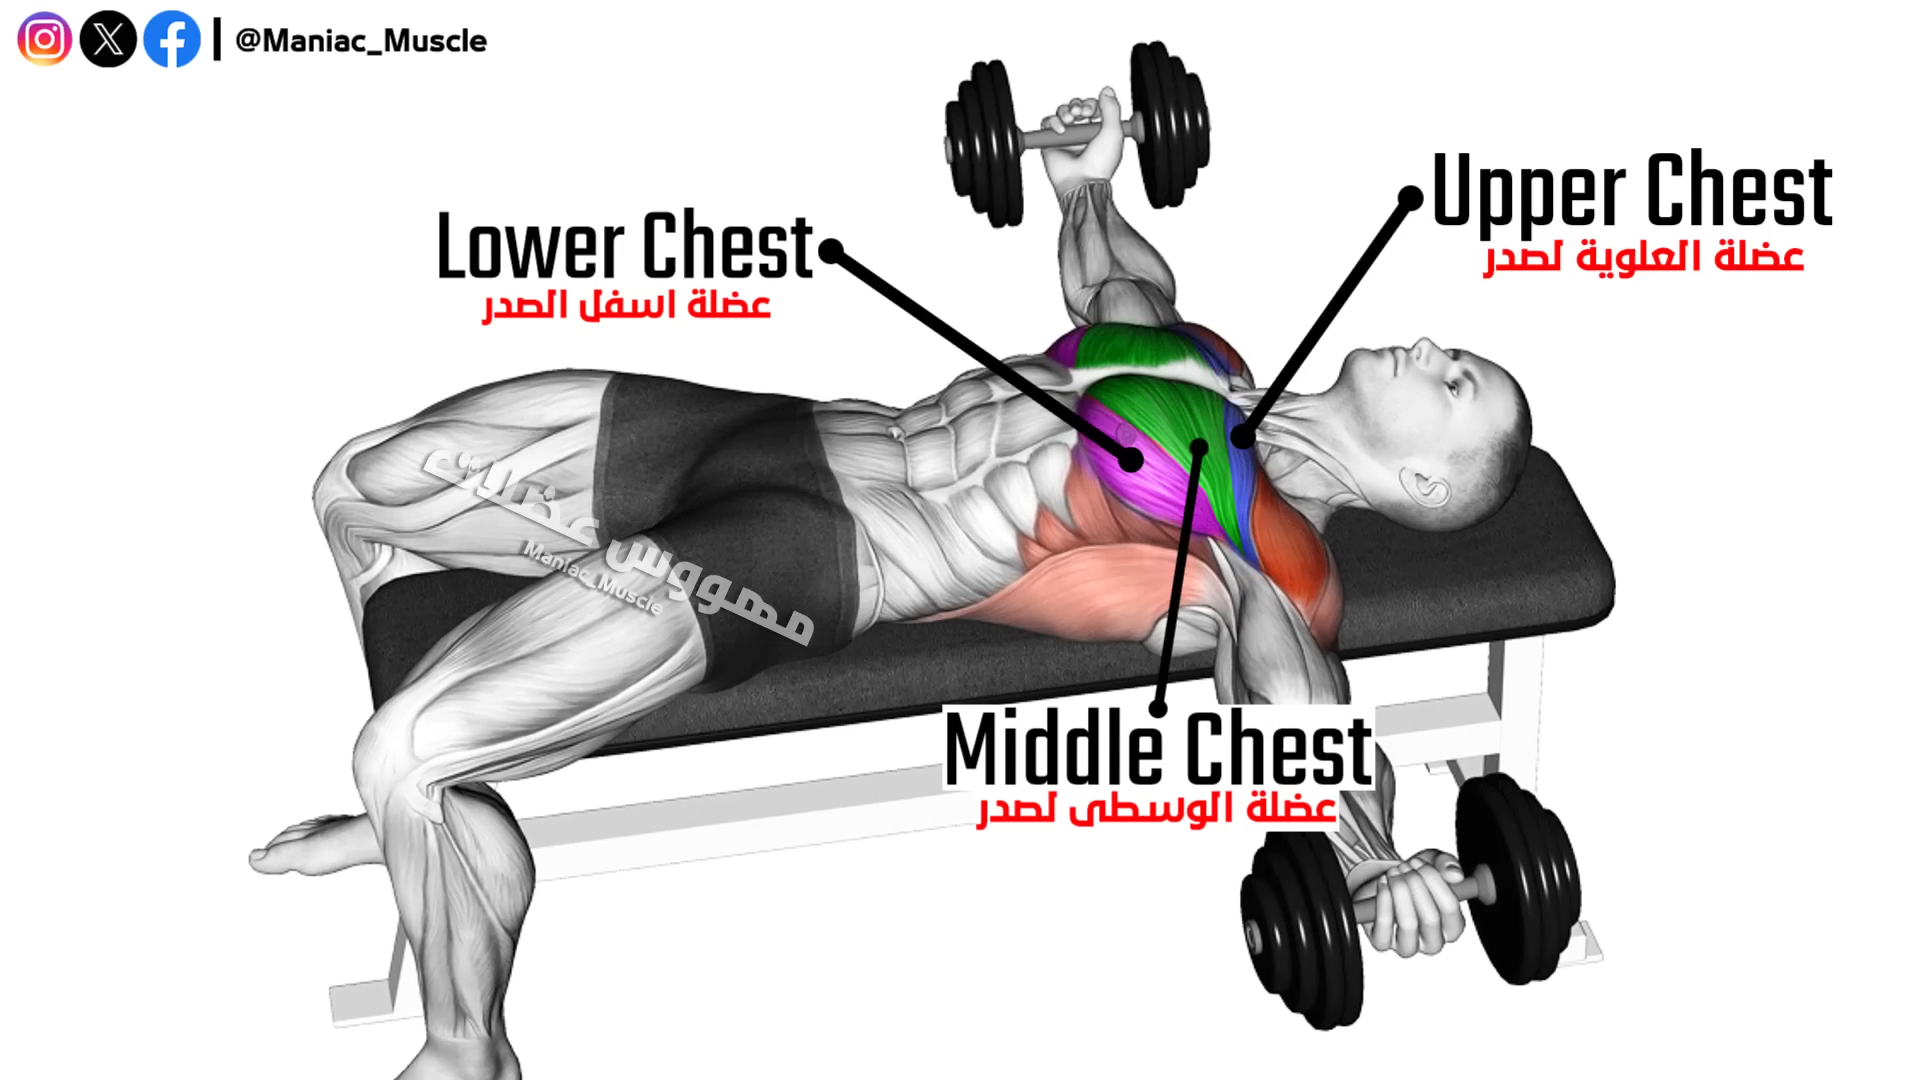 @Maniac_Muscle
Upper Chest
عضلة العلوية لصدر
Lower Chest
عضلة اسفل الصدر
مهووس عضلات
Maniac_Muscle
Middle Chest
عضلة الوسطى لصدر